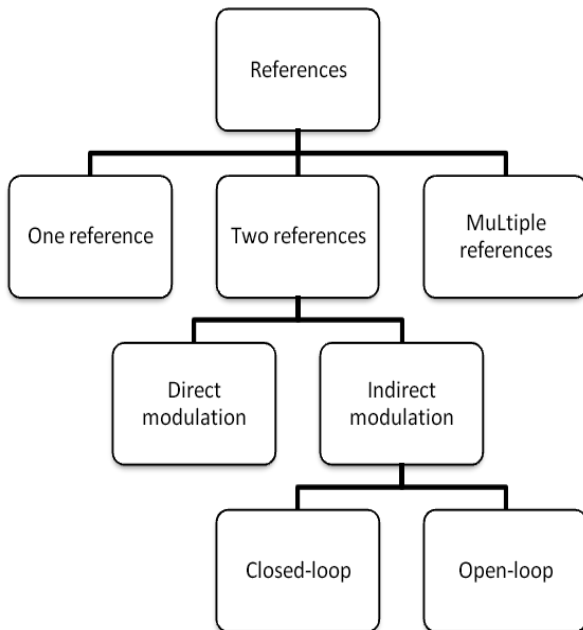 References
One reference
Two references
MuLtiple
references
Direct
modulation
Indirect
modulation
Closed-loop
Open-loop